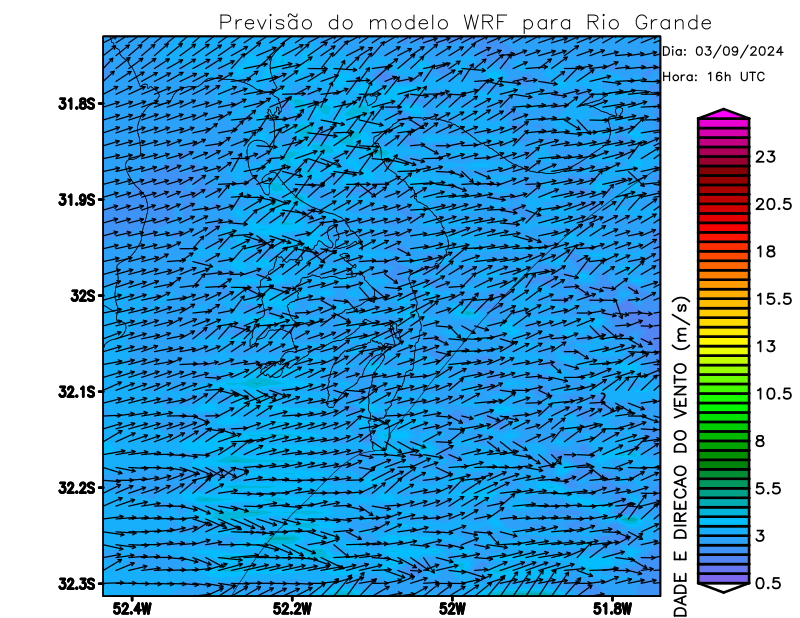 Previsão do modelo WRF para Rio Grande
Dia: 03/09/2024
Hora: 16h UTC
31.8S
31.9S
32S
32.1S
32.2S
32.3S
52.4W
52.2W
52W
51.8W
23
20.5
18
15.5
13
10.5
8
5.5
3
0.5
DADE E DIRECAO DO VENTO (m/s)